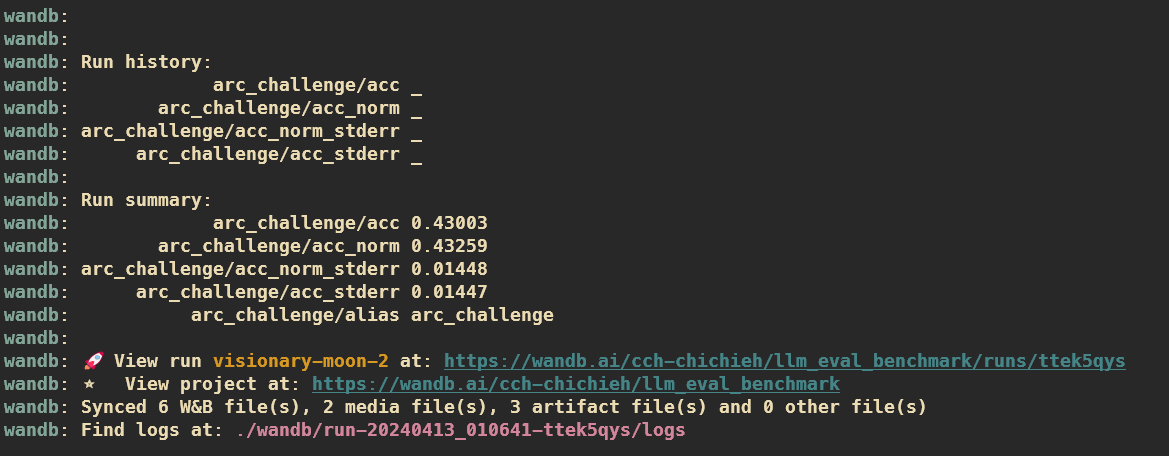 wandb:
wandb:
wandb: Run history:
wandb: arc_challenge/acc _
wandb: arc_challenge/acc_norm _
wandb: arc_challenge/acc_norm_stderr _
wandb: arc_challenge/acc_stderr _
wandb:
wandb: Run summary:
wandb: arc_challenge/acc 0.43003
wandb: arc_challenge/acc_norm 0.43259
wandb: arc_challenge/acc_norm_stderr 0.01448
wandb: arc_challenge/acc_stderr 0.01447
wandb: arc_challenge/alias arc_challenge
wandb:
wandb: 🚀 View run visionary-moon-2 at: https://wandb.ai/cch-chichieh/llm_eval_benchmark/runs/ttek5qys
wandb: ⭐ View project at: https://wandb.ai/cch-chichieh/llm_eval_benchmark
wandb: Synced 6 W&B file(s), 2 media file(s), 3 artifact file(s) and 0 other file(s)
wandb: Find logs at: ./wandb/run-20240413_010641-ttek5qys/logs